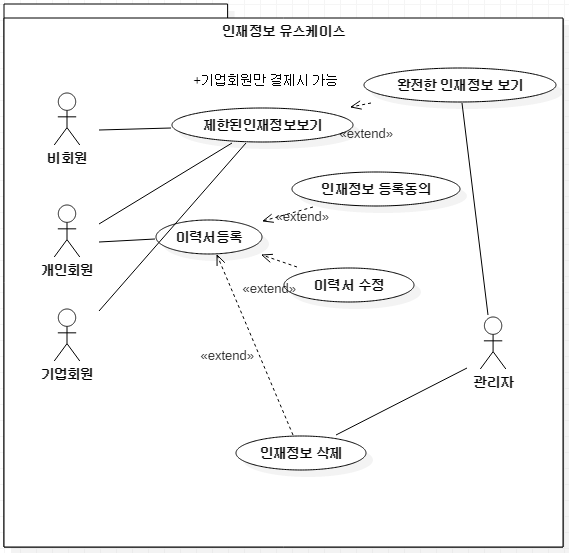 인재정보 유스케이스
+기업회원만 결제시 가능
완전한 인재정보 보기
제한된인재정보보기
«extend»
비회원
인재정보 등록동의
«extend»
이력서등록
개인회원
이력서 수정
«extend»
«extend»
기업회원
관리자
인재정보 삭제